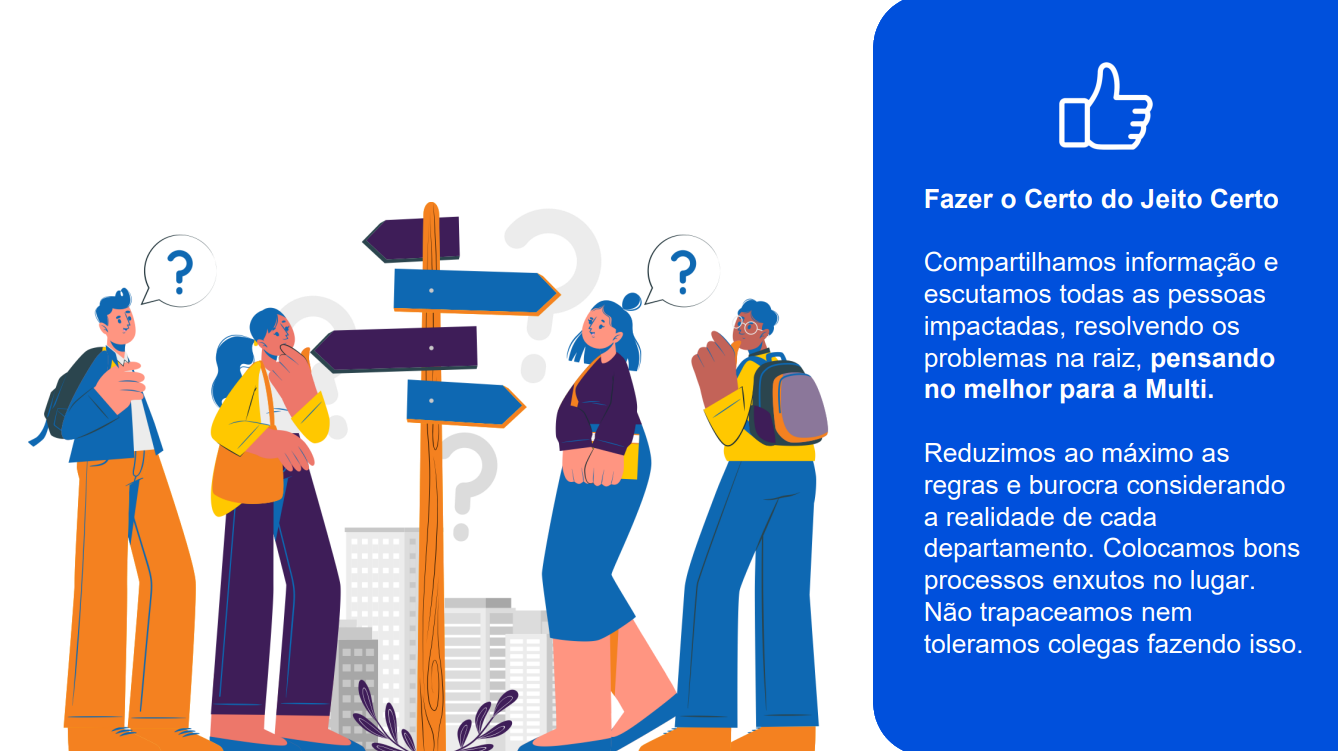 ?
?
Fazer o Certo do Jeito Certo
Compartilhamos informação e
escutamos todas as pessoas
impactadas, resolvendo os
problemas na raiz, pensando
no melhor para a Multi.
Reduzimos ao máximo as
regras e burocra considerando
a realidade de cada
departamento. Colocamos bons
processos enxutos no lugar.
Não trapaceamos nem
toleramos colegas fazendo isso.